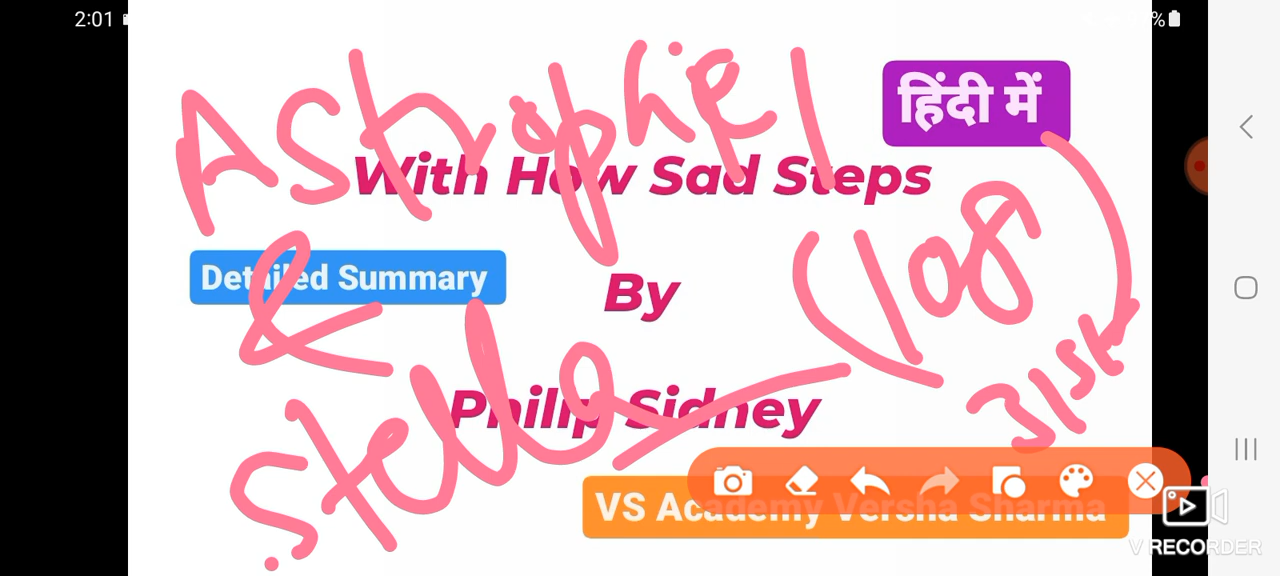 2:01
%
हिंदी में
Astrophel
With How Sad Steps
&
Detailed Summary
(108)
By
31st
Stella
Philip Sidney
VS Academy Versha Sharma
V RECORDER